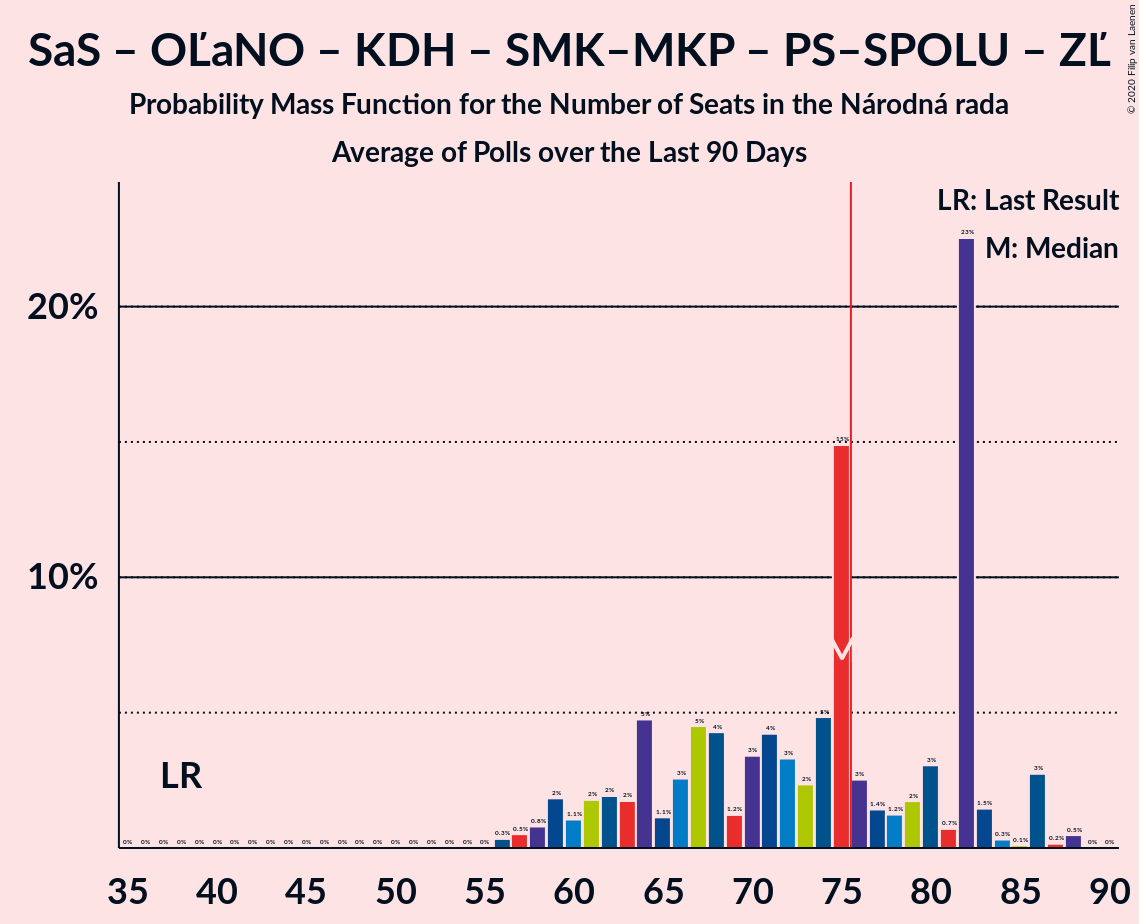 SaS – OĽaNO – KDH – SMK–MKP – PS–SPOLU – ZĽ
Probability Mass Function for the Number of Seats in the Národná rada
Average of Polls over the Last 90 Days
© 2020 Filip van Laenen
LR: Last Result
M: Median
20%
10%
LR
0% 0% 0% 0% 0% 0% 0% 0% 0% 0% 0% 0% 0% 0% 0% 0% 0% 0% 0% 0% 0% 0.3% 0.5% 0.8% 2% 1.1% 2% 2% 2% 5% 1.1% 3% 5% 4% 1.2% 3% 4% 3% 2% 5% 15% 3% 1.4% 1.2% 2% 3% 0.7% 23% 1.5% 0.3% 0.1% 3% 0.2% 0.5% 0% 0%
35 40 45 50 55 60 65 70 75 80 85 90